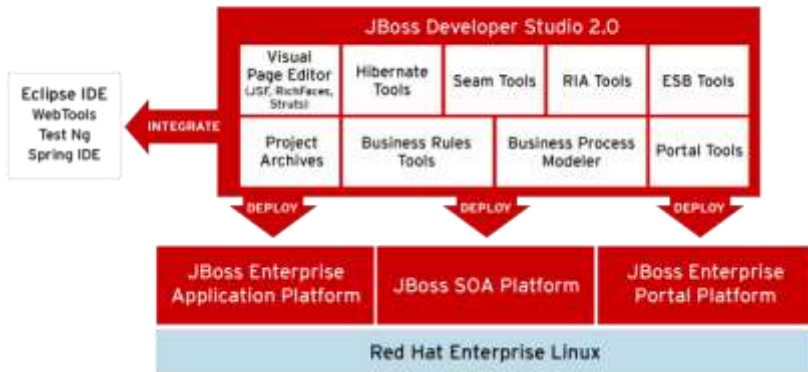 JBoss Developer Studio 2.0
Visual
Page Editor
(JSF, RichFaces,
Struts)
Hibernate
Tools
Seam Tools
RIA Tools
ESB Tools
Eclipse IDE
WebTools
Test Ng
Spring IDE
INTEGRATE
Project
Archives
Business Rules
Tools
Business Process
Modeler
Portal Tools
DEPLOY
DEPLOY
DEPLOY
JBoss Enterprise
Application Platform
JBoss SOA Platform
JBoss Enterprise
Portal Platform
Red Hat Enterprise Linux